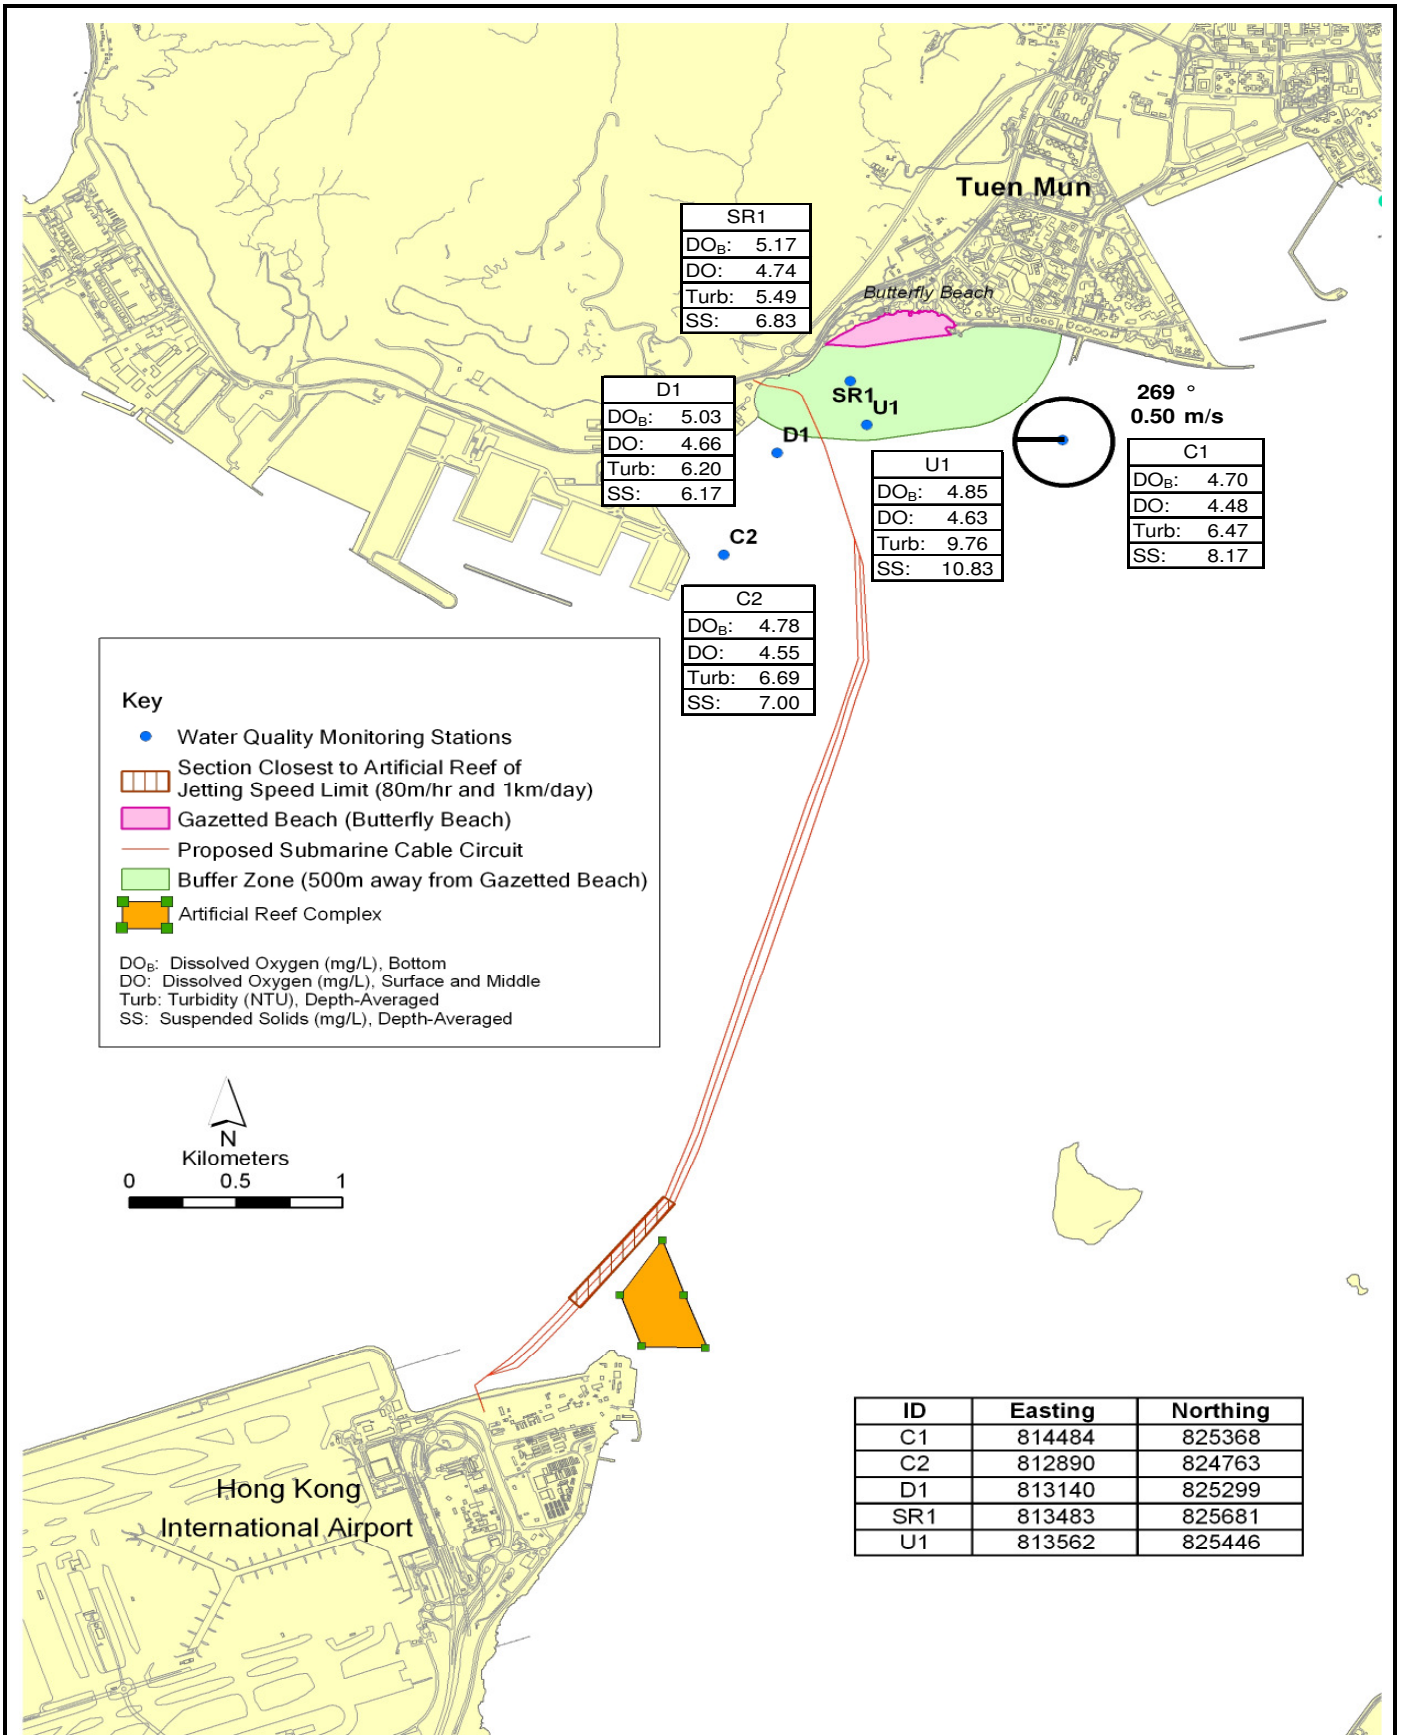 Tuen Mun
SR1
DOB: 5.17
DO: 4.74
Turb: 5.49
SS: 6.83
Butterfly Beach
D1
DOB: 5.03
DO: 4.66
Turb: 6.20
SS: 6.17
SR1
U1
D1
269 °
0.50 m/s
C1
DOB: 4.70
DO: 4.48
Turb: 6.47
SS: 8.17
U1
DOB: 4.85
DO: 4.63
Turb: 9.76
SS: 10.83
C2
C2
DOB: 4.78
DO: 4.55
Turb: 6.69
SS: 7.00
Key
Water Quality Monitoring Stations
Section Closest to Artificial Reef of
Jetting Speed Limit (80m/hr and 1km/day)
Gazetted Beach (Butterfly Beach)
Proposed Submarine Cable Circuit
Buffer Zone (500m away from Gazetted Beach)
Artificial Reef Complex
DOB: Dissolved Oxygen (mg/L), Bottom
DO: Dissolved Oxygen (mg/L), Surface and Middle
Turb: Turbidity (NTU), Depth-Averaged
SS: Suspended Solids (mg/L), Depth-Averaged
N
Kilometers
0 0.5 1
ID Easting Northing
C1 814484 825368
C2 812890 824763
D1 813140 825299
SR1 813483 825681
U1 813562 825446
Hong Kong
International Airport